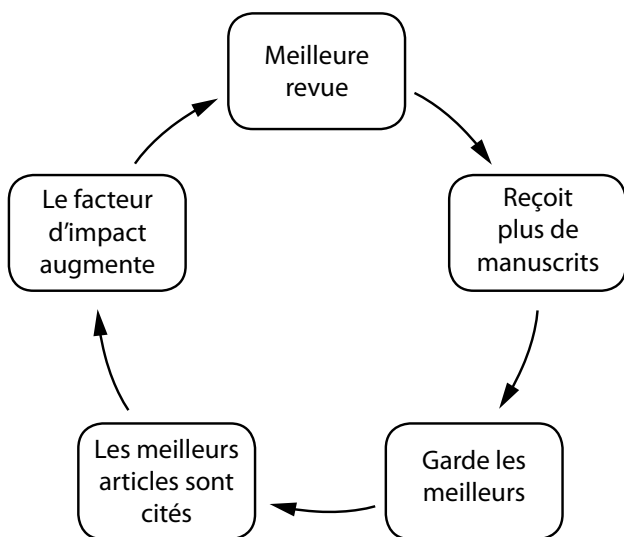 Meilleure
revue
Reçoit
plus de
manuscrits
Garde les
meilleurs
Les meilleurs
articles sont
cités
Le facteur
d’impact
augmente